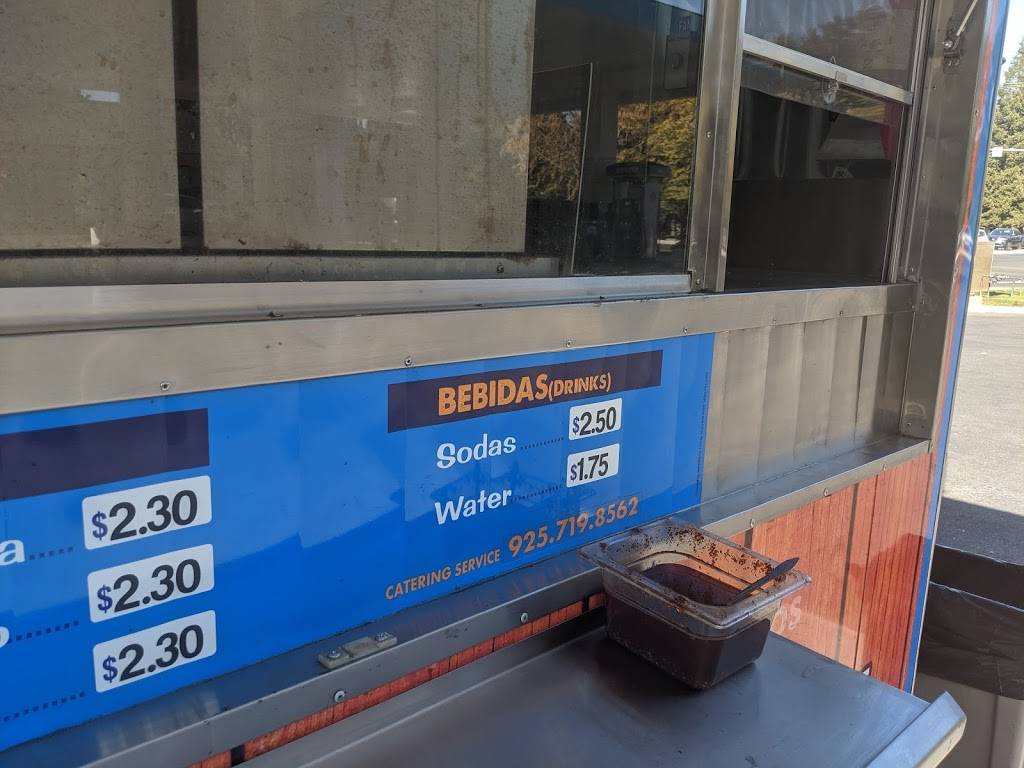 a ...... $2.30
$2.30
$2.30
BEBIDAS(DRINKS)
Sodas .......... $2.50
Water .......... $1.75
CATERING SERVICE 925.719.8562